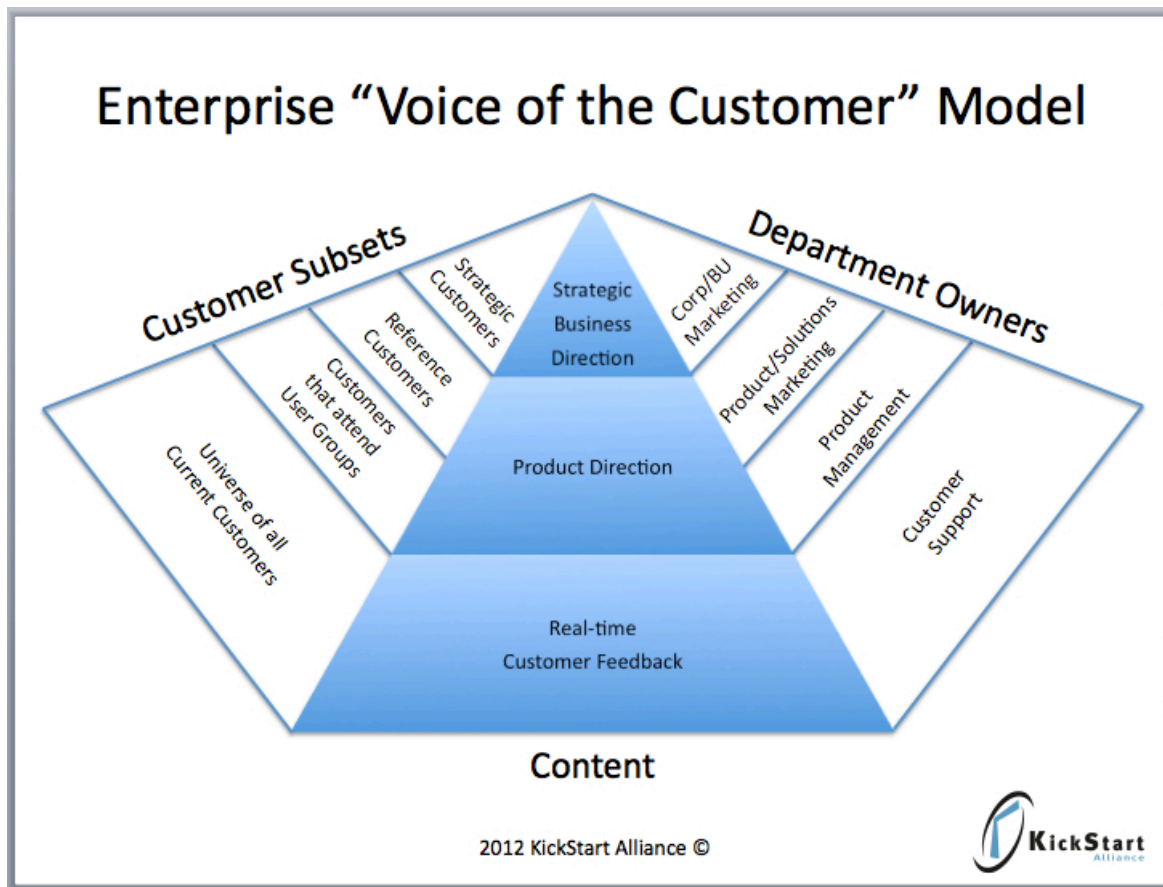 Enterprise “Voice of the Customer” Model
Customer Subsets
Department Owners
Strategic
Customers
Reference
Customers
Customers
that attend
User Groups
Universe of all
Current Customers
Strategic
Business
Direction
Product Direction
Real-time
Customer Feedback
Corp/BU
Marketing
Product/Solutions
Marketing
Product
Management
Customer
Support
Content
2012 KickStart Alliance ©
KickStart
Alliance